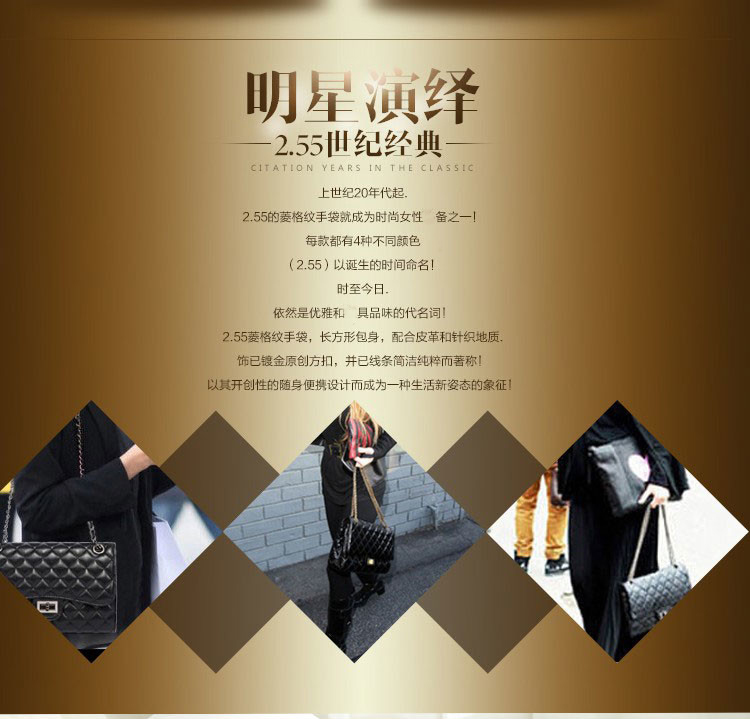 明星演绎
2.55世纪经典
CITATION YEARS IN THE CLASSIC
上世纪20年代起.
2.55的菱格纹手袋就成为时尚女性 备之一!
每款都有4种不同颜色
(2.55)以诞生的时间命名!
时至今日.
依然是优雅和 具品味的代名词!
2.55菱格纹手袋，长方形包身，配合皮革和针织地质.
饰已镀金原创方扣，并已线条简洁纯粹而著称!
以其开创性的随身便携设计而成为一种生活新姿态的象征!